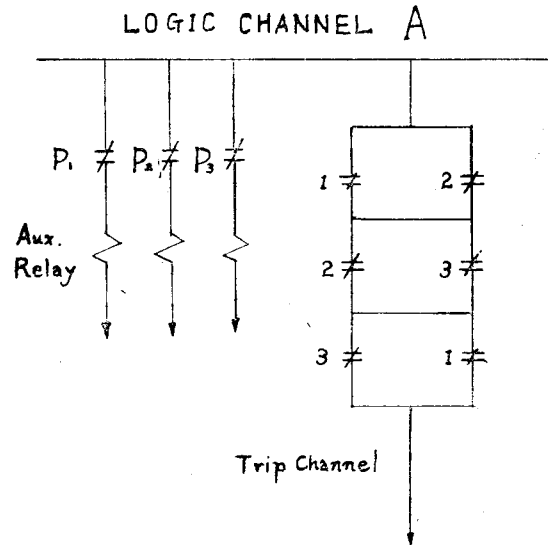 LOGIC CHANNEL A
P₁ P₂ P₃
1 2
Aux.
Relay
2 3
3 1
Trip Channel